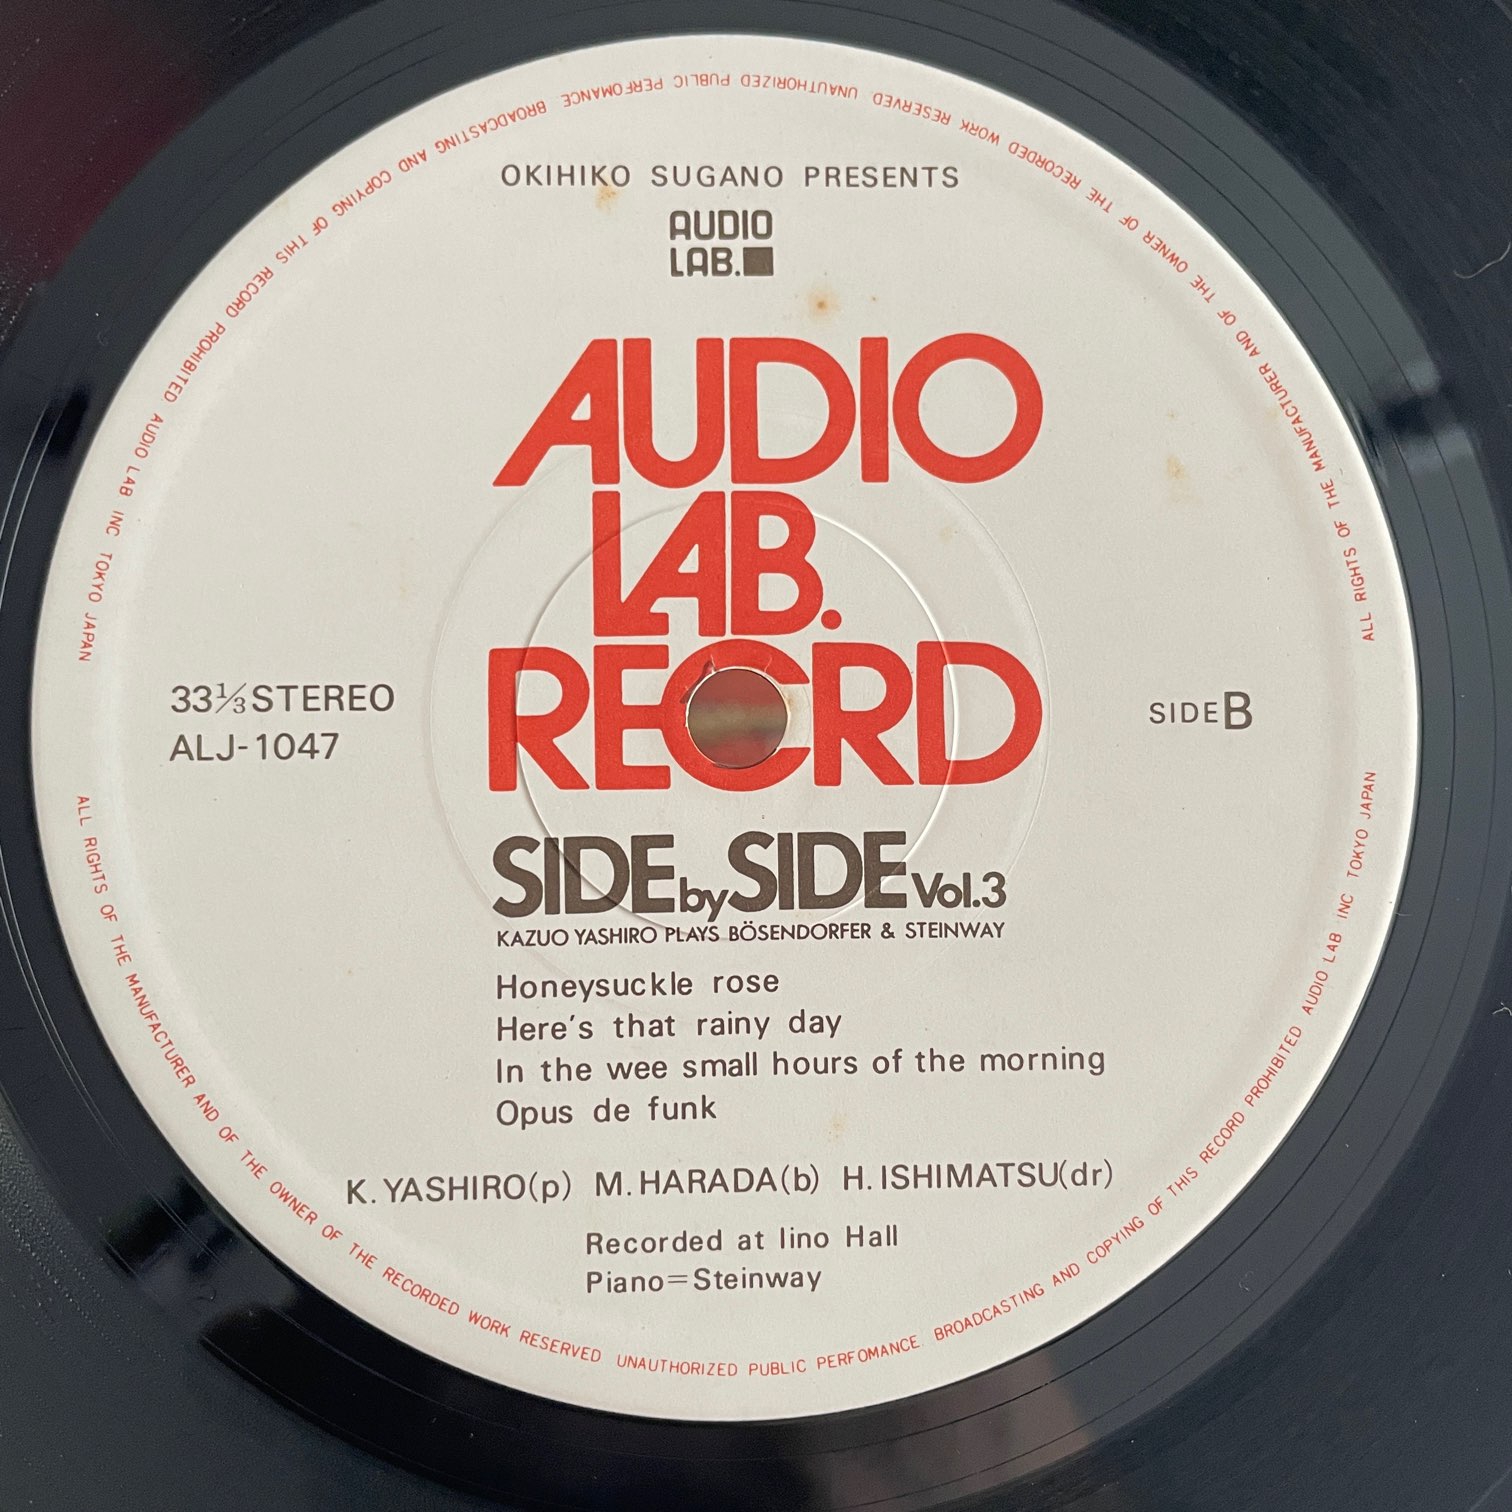 OKIHIKO SUGANO PRESENTS
AUDIO
LAB.
AUDIO
LAB.
RECRD
33⅓ STEREO
ALJ-1047
SIDE B
SIDE by SIDE Vol.3
KAZUO YASHIRO PLAYS BÖSENDORFER & STEINWAY
Honeysuckle rose
Here's that rainy day
In the wee small hours of the morning
Opus de funk
K. YASHIRO(p) M. HARADA(b) H. ISHIMATSU(dr)
Recorded at Iino Hall
Piano=Steinway
ALL RIGHTS OF THE MANUFACTURER AND OF THE OWNER OF THE RECORDED WORK RESERVED UNAUTHORIZED PUBLIC PERFOMANCE BROADCASTING AND COPYING OF THIS RECORD PROHIBITED AUDIO LAB INC TOKYO JAPAN
ALL RIGHTS OF THE MANUFACTURER AND OF THE OWNER OF THE RECORDED WORK RESERVED UNAUTHORIZED PUBLIC PERFOMANCE. BROADCASTING AND COPYING OF THIS RECORD PROHIBITED AUDIO LAB INC TOKYO JAPAN